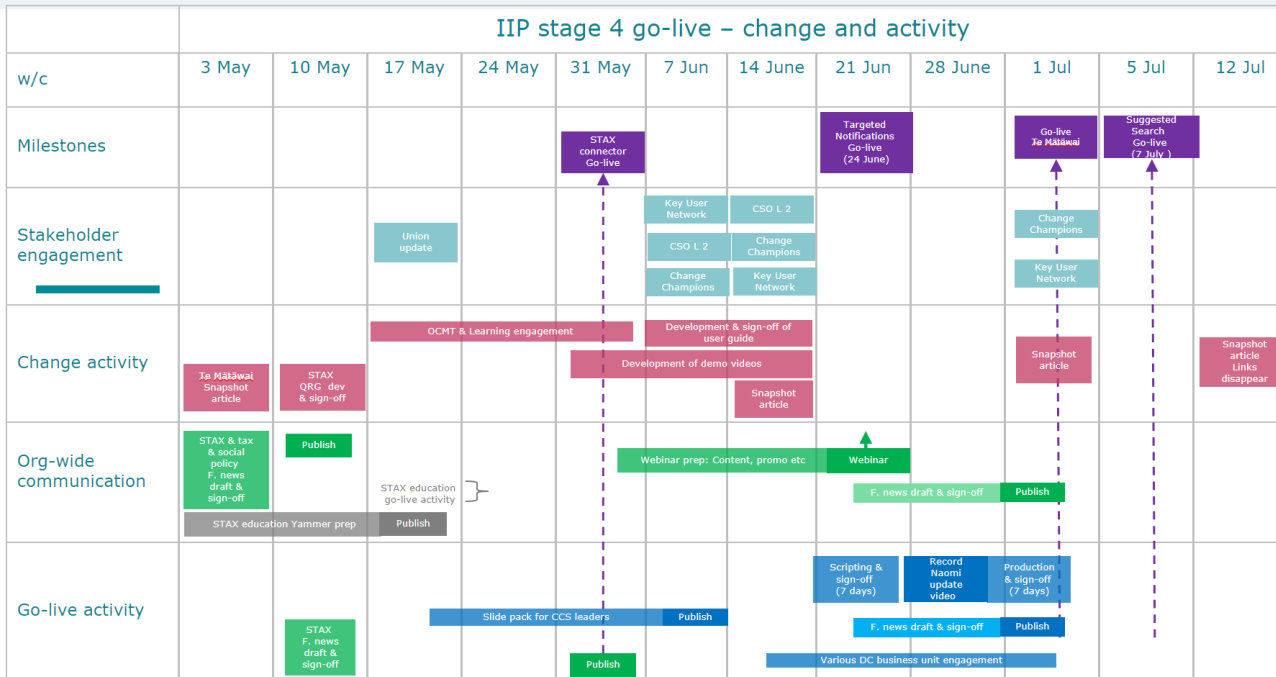 IIP stage 4 go-live – change and activity
w/c
3 May
10 May
17 May
24 May
31 May
7 Jun
14 June
21 Jun
28 June
1 Jul
5 Jul
12 Jul
Milestones
STAX
connector
Go-live
Targeted
Notifications
Go-live
(24 June)
Go-live
Te Mātāwai
Suggested
Search
Go-live
(7 July )
Stakeholder
engagement
Union
update
Key User
Network
CSO L 2
CSO L 2
Change
Champions
Change
Champions
Key User
Network
Change
Champions
Key User
Network
Change activity
OCMT & Learning engagement
Development & sign-off of
user guide
Development of demo videos
Te Mātāwai
Snapshot
article
STAX
QRG dev
& sign-off
Snapshot
article
Snapshot
article
Snapshot
article
Links
disappear
Org-wide
communication
STAX & tax
& social
policy
F. news
draft &
sign-off
Publish
Webinar prep: Content, promo etc
Webinar
STAX education
go-live activity
F. news draft & sign-off
Publish
STAX education Yammer prep
Publish
Go-live activity
Scripting &
sign-off
(7 days)
Record
Naomi
update
video
Production
& sign-off
(7 days)
Slide pack for CCS leaders
Publish
F. news draft & sign-off
Publish
STAX
F. news
draft &
sign-off
Publish
Various DC business unit engagement